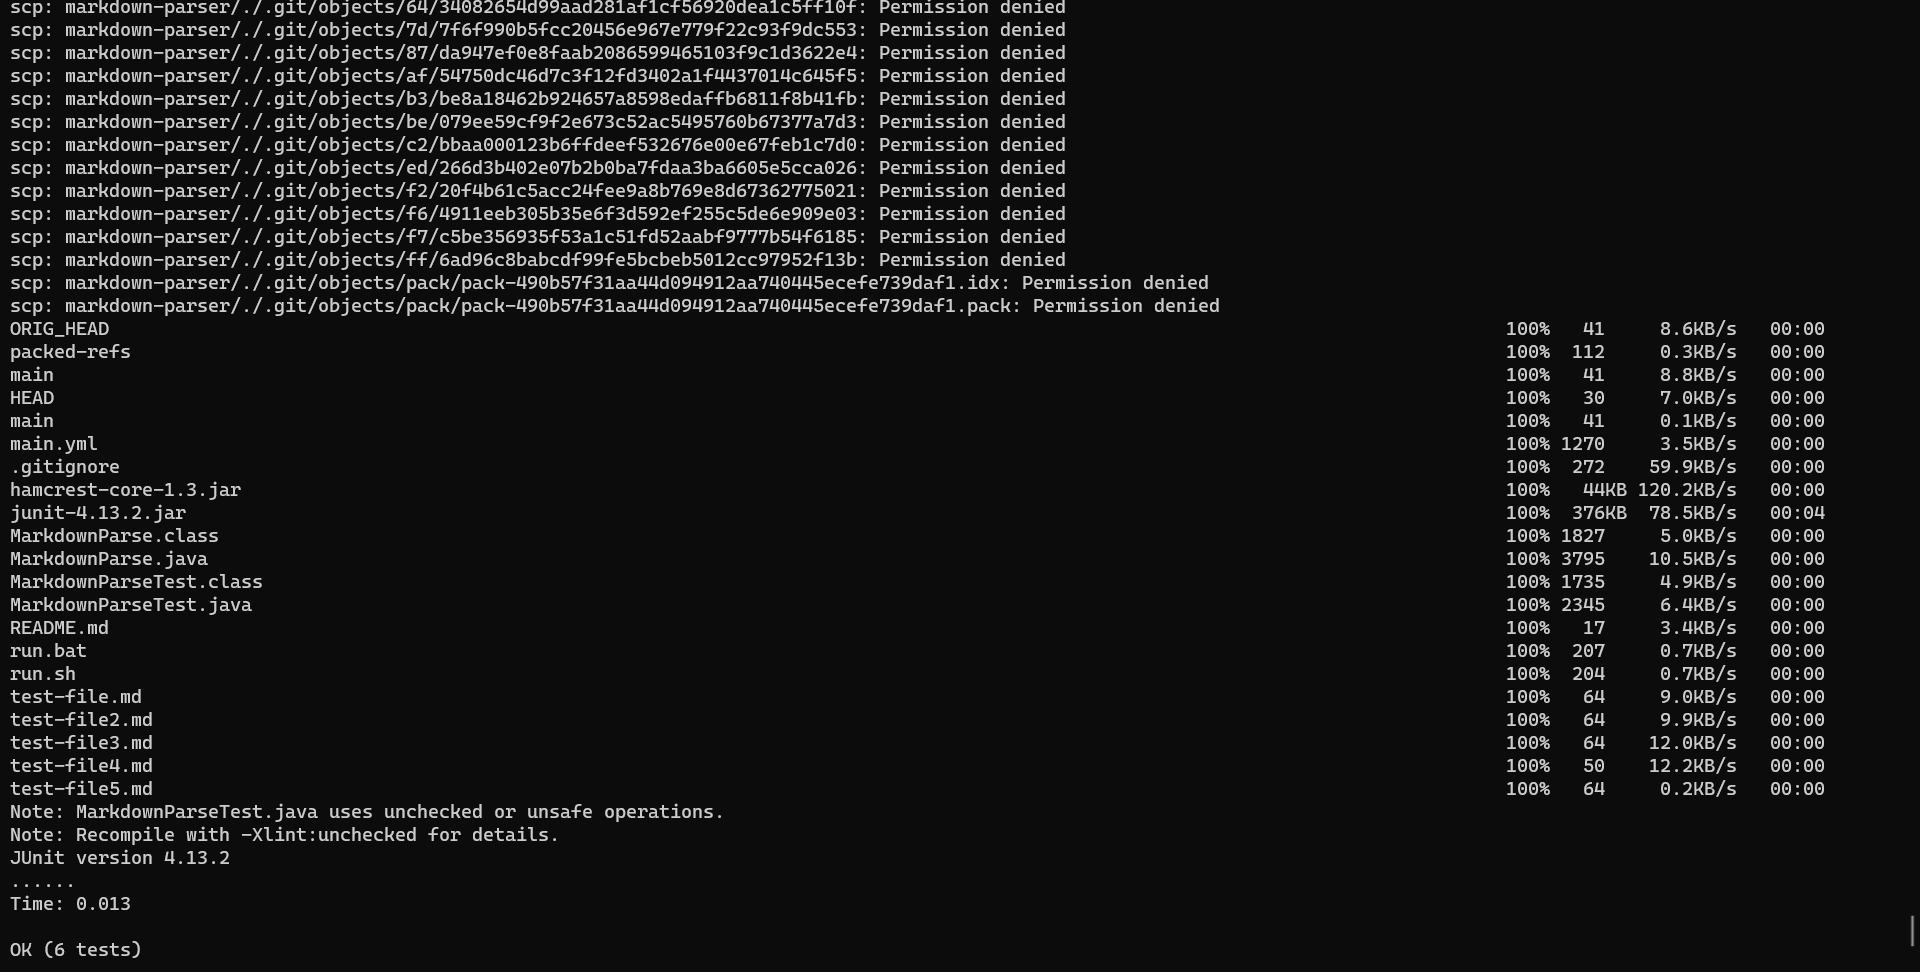 scp: markdown-parser/./.git/objects/64/34082654d99aad281af1cf56920dea1c5ff10f: Permission denied
scp: markdown-parser/./.git/objects/7d/7f6f990b5fcc20456e967e779f22c93f9dc553: Permission denied
scp: markdown-parser/./.git/objects/87/da947ef0e8faab2086599465103f9c1d3622e4: Permission denied
scp: markdown-parser/./.git/objects/af/54750dc46d7c3f12fd3402a1f4437014c645f5: Permission denied
scp: markdown-parser/./.git/objects/b3/be8a18462b924657a8598edaffb6811f8b41fb: Permission denied
scp: markdown-parser/./.git/objects/be/079ee59cf9f2e673c52ac5495760b67377a7d3: Permission denied
scp: markdown-parser/./.git/objects/c2/bbaa000123b6ffdeef532676e00e67feb1c7d0: Permission denied
scp: markdown-parser/./.git/objects/ed/266d3b402e07b2b0ba7fdaa3ba6605e5cca026: Permission denied
scp: markdown-parser/./.git/objects/f2/20f4b61c5acc24fee9a8b769e8d67362775021: Permission denied
scp: markdown-parser/./.git/objects/f6/4911eeb305b35e6f3d592ef255c5de6e909e03: Permission denied
scp: markdown-parser/./.git/objects/f7/c5be356935f53a1c51fd52aabf9777b54f6185: Permission denied
scp: markdown-parser/./.git/objects/ff/6ad96c8babcdf99fe5bcbeb5012cc97952f13b: Permission denied
scp: markdown-parser/./.git/objects/pack/pack-490b57f31aa44d094912aa740445ecefe739daf1.idx: Permission denied
scp: markdown-parser/./.git/objects/pack/pack-490b57f31aa44d094912aa740445ecefe739daf1.pack: Permission denied
ORIG_HEAD 100% 41 8.6KB/s 00:00
packed-refs 100% 112 0.3KB/s 00:00
main 100% 41 8.8KB/s 00:00
HEAD 100% 30 7.0KB/s 00:00
main 100% 41 0.1KB/s 00:00
main.yml 100% 1270 3.5KB/s 00:00
.gitignore 100% 272 59.9KB/s 00:00
hamcrest-core-1.3.jar 100% 44KB 120.2KB/s 00:00
junit-4.13.2.jar 100% 376KB 78.5KB/s 00:04
MarkdownParse.class 100% 1827 5.0KB/s 00:00
MarkdownParse.java 100% 3795 10.5KB/s 00:00
MarkdownParseTest.class 100% 1735 4.9KB/s 00:00
MarkdownParseTest.java 100% 2345 6.4KB/s 00:00
README.md 100% 17 3.4KB/s 00:00
run.bat 100% 207 0.7KB/s 00:00
run.sh 100% 204 0.7KB/s 00:00
test-file.md 100% 64 9.0KB/s 00:00
test-file2.md 100% 64 9.9KB/s 00:00
test-file3.md 100% 64 12.0KB/s 00:00
test-file4.md 100% 50 12.2KB/s 00:00
test-file5.md 100% 64 0.2KB/s 00:00
Note: MarkdownParseTest.java uses unchecked or unsafe operations.
Note: Recompile with -Xlint:unchecked for details.
JUnit version 4.13.2
......
Time: 0.013
OK (6 tests)